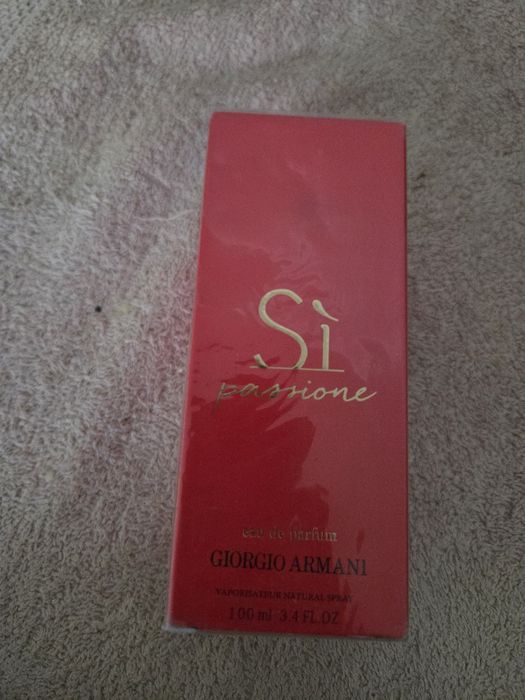 Sì
passione
eau de parfum
GIORGIO ARMANI
VAPORISATEUR NATURAL SPRAY
100 ml 3.4 FL.OZ